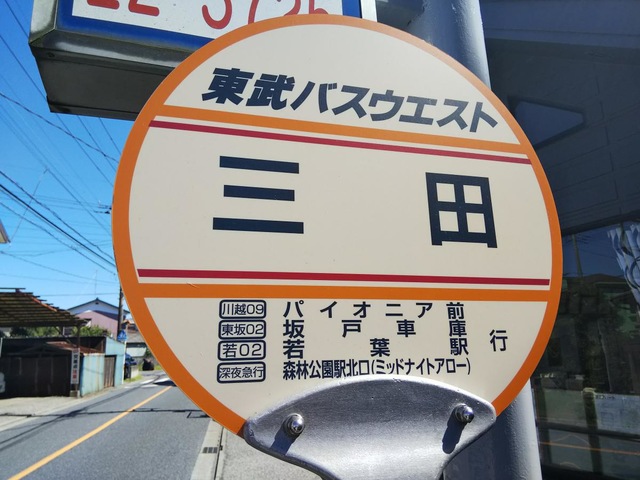 東武バスウエスト
三田
川越09 パイオニア前
東坂02 坂戸車庫 行
若02 若葉駅
深夜急行 森林公園駅北口(ミッドナイトアロー)